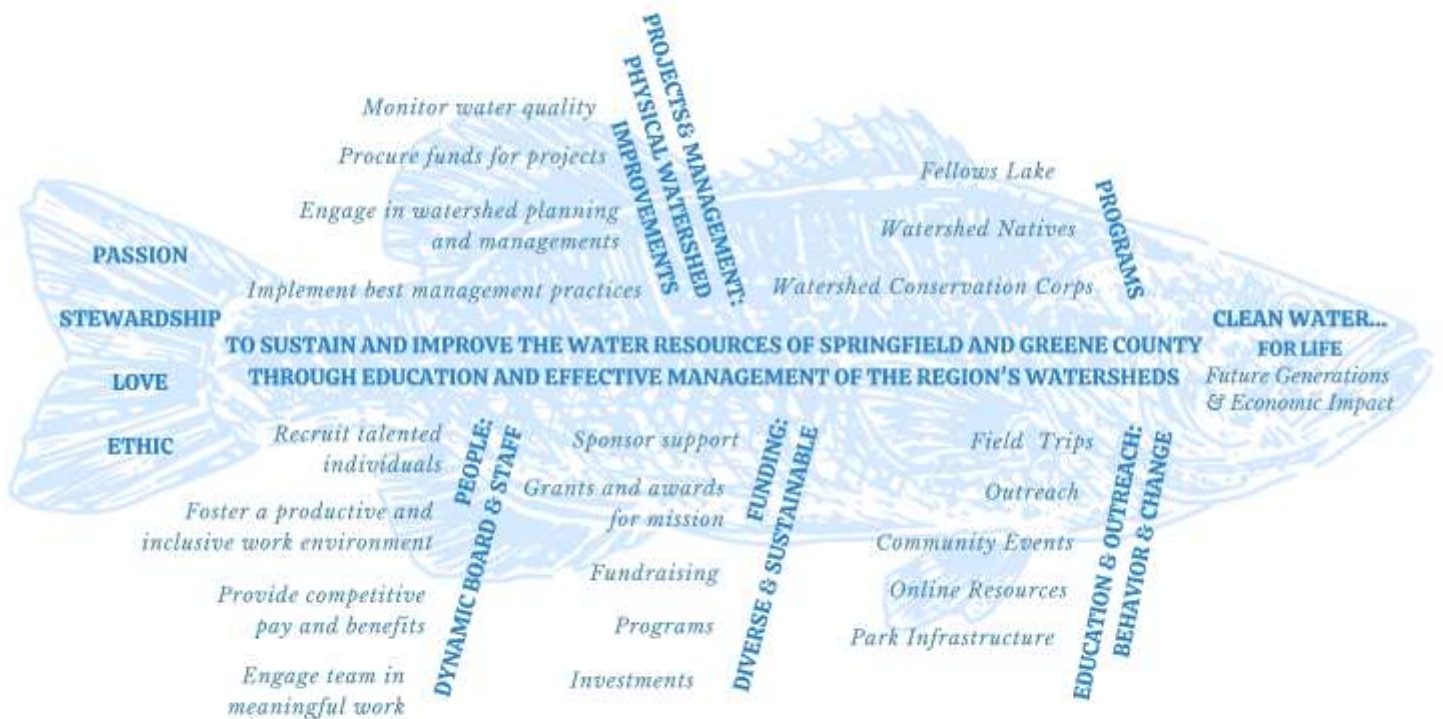 PROJECTS & MANAGEMENT:
PHYSICAL WATERSHED
IMPROVEMENTS
Monitor water quality
Procure funds for projects
Engage in watershed planning
and managements
Implement best management practices
PROGRAMS
Fellows Lake
Watershed Natives
Watershed Conservation Corps
PASSION
STEWARDSHIP
LOVE
ETHIC
TO SUSTAIN AND IMPROVE THE WATER RESOURCES OF SPRINGFIELD AND GREENE COUNTY
THROUGH EDUCATION AND EFFECTIVE MANAGEMENT OF THE REGION'S WATERSHEDS
CLEAN WATER...
FOR LIFE
Future Generations
& Economic Impact
PEOPLE:
DYNAMIC BOARD & STAFF
Recruit talented
individuals
Foster a productive and
inclusive work environment
Provide competitive
pay and benefits
Engage team in
meaningful work
FUNDING:
DIVERSE & SUSTAINABLE
Sponsor support
Grants and awards
for mission
Fundraising
Programs
Investments
EDUCATION & OUTREACH:
BEHAVIOR & CHANGE
Field Trips
Outreach
Community Events
Online Resources
Park Infrastructure